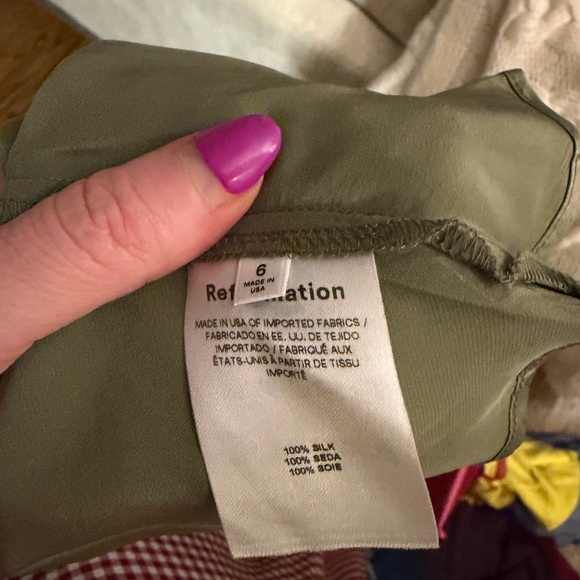 6
MADE IN
USA
Ref mation
MADE IN USA OF IMPORTED FABRICS /
FABRICADO EN EE. UU. DE TEJIDO
IMPORTADO / FABRIQUÉ AUX
ÉTATS-UNIS À PARTIR DE TISSU
IMPORTÉ
100% SILK
100% SEDA
100% SOIE